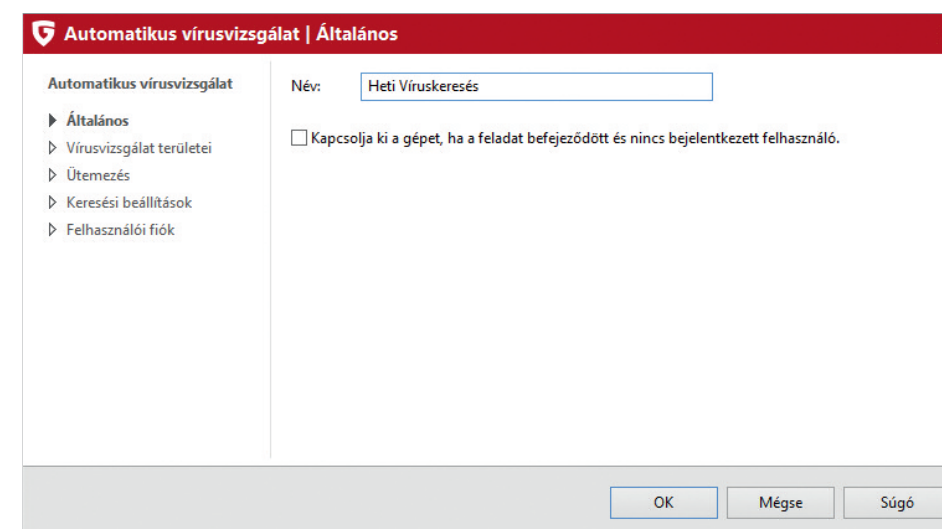 Automatikus vírusvizsgálat | Általános
Automatikus vírusvizsgálat
Általános
Vírusvizsgálat területei
Ütemezés
Keresési beállítások
Felhasználói fiók
Név:
Heti Víruskeresés
Kapcsolja ki a gépet, ha a feladat befejeződött és nincs bejelentkezett felhasználó.
OK
Mégse
Súgó